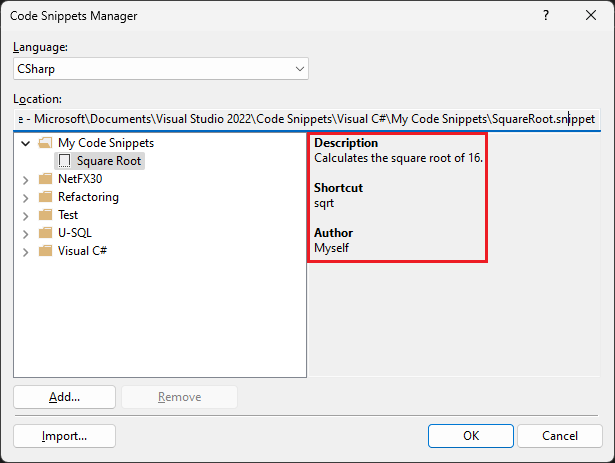 Code Snippets Manager
Language:
CSharp
Location:
e - Microsoft\Documents\Visual Studio 2022\Code Snippets\Visual C#\My Code Snippets\SquareRoot.snippet
My Code Snippets
Square Root
NetFX30
Refactoring
Test
U-SQL
Visual C#
Description
Calculates the square root of 16.
Shortcut
sqrt
Author
Myself
Add...
Remove
Import...
OK
Cancel